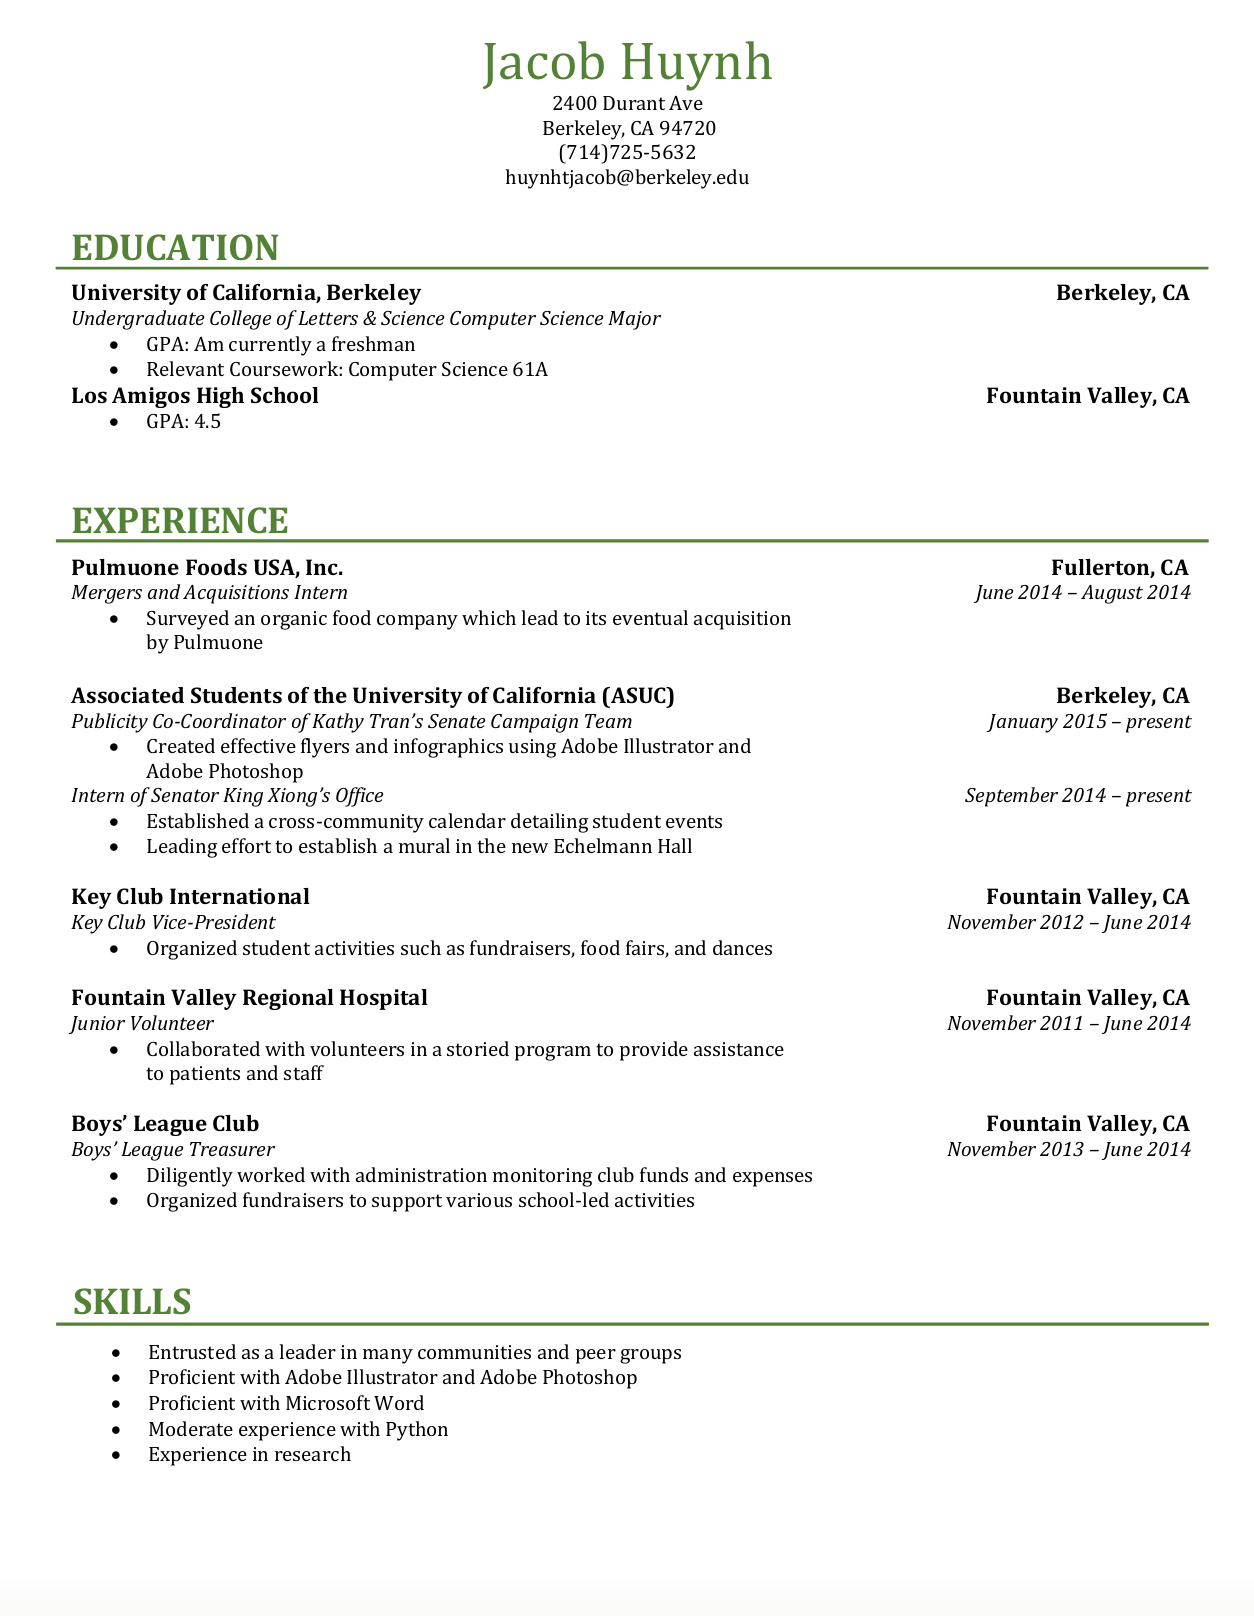 Jacob Huynh
2400 Durant Ave
Berkeley, CA 94720
(714)725-5632
huynhtjacob@berkeley.edu
EDUCATION
University of California, Berkeley Berkeley, CA
Undergraduate College of Letters & Science Computer Science Major
• GPA: Am currently a freshman
• Relevant Coursework: Computer Science 61A
Los Amigos High School Fountain Valley, CA
• GPA: 4.5
EXPERIENCE
Pulmuone Foods USA, Inc. Fullerton, CA
Mergers and Acquisitions Intern June 2014 – August 2014
• Surveyed an organic food company which lead to its eventual acquisition
by Pulmuone
Associated Students of the University of California (ASUC) Berkeley, CA
Publicity Co-Coordinator of Kathy Tran’s Senate Campaign Team January 2015 – present
• Created effective flyers and infographics using Adobe Illustrator and
Adobe Photoshop
Intern of Senator King Xiong’s Office September 2014 – present
• Established a cross-community calendar detailing student events
• Leading effort to establish a mural in the new Echelmann Hall
Key Club International Fountain Valley, CA
Key Club Vice-President November 2012 – June 2014
• Organized student activities such as fundraisers, food fairs, and dances
Fountain Valley Regional Hospital Fountain Valley, CA
Junior Volunteer November 2011 – June 2014
• Collaborated with volunteers in a storied program to provide assistance
to patients and staff
Boys’ League Club Fountain Valley, CA
Boys’ League Treasurer November 2013 – June 2014
• Diligently worked with administration monitoring club funds and expenses
• Organized fundraisers to support various school-led activities
SKILLS
• Entrusted as a leader in many communities and peer groups
• Proficient with Adobe Illustrator and Adobe Photoshop
• Proficient with Microsoft Word
• Moderate experience with Python
• Experience in research